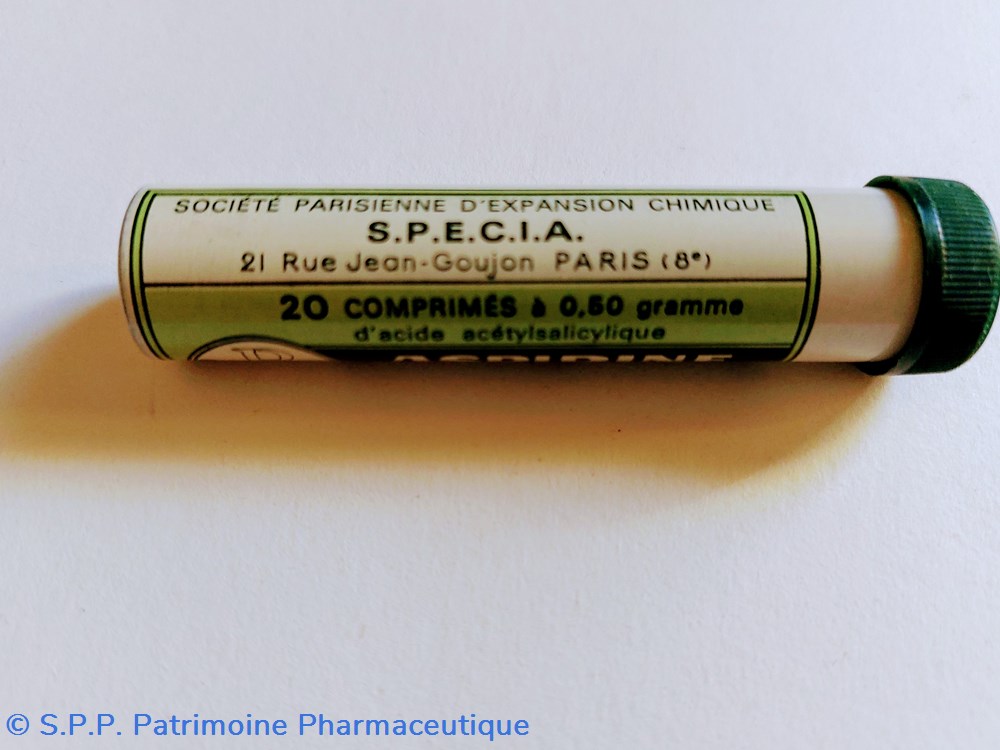 SOCIÉTÉ PARISIENNE D'EXPANSION CHIMIQUE
S.P.E.C.I.A.
21 Rue Jean-Goujon PARIS (8e)
20 COMPRIMÉS à 0,50 gramme
d'acide acétylsalicylique
© S.P.P. Patrimoine Pharmaceutique